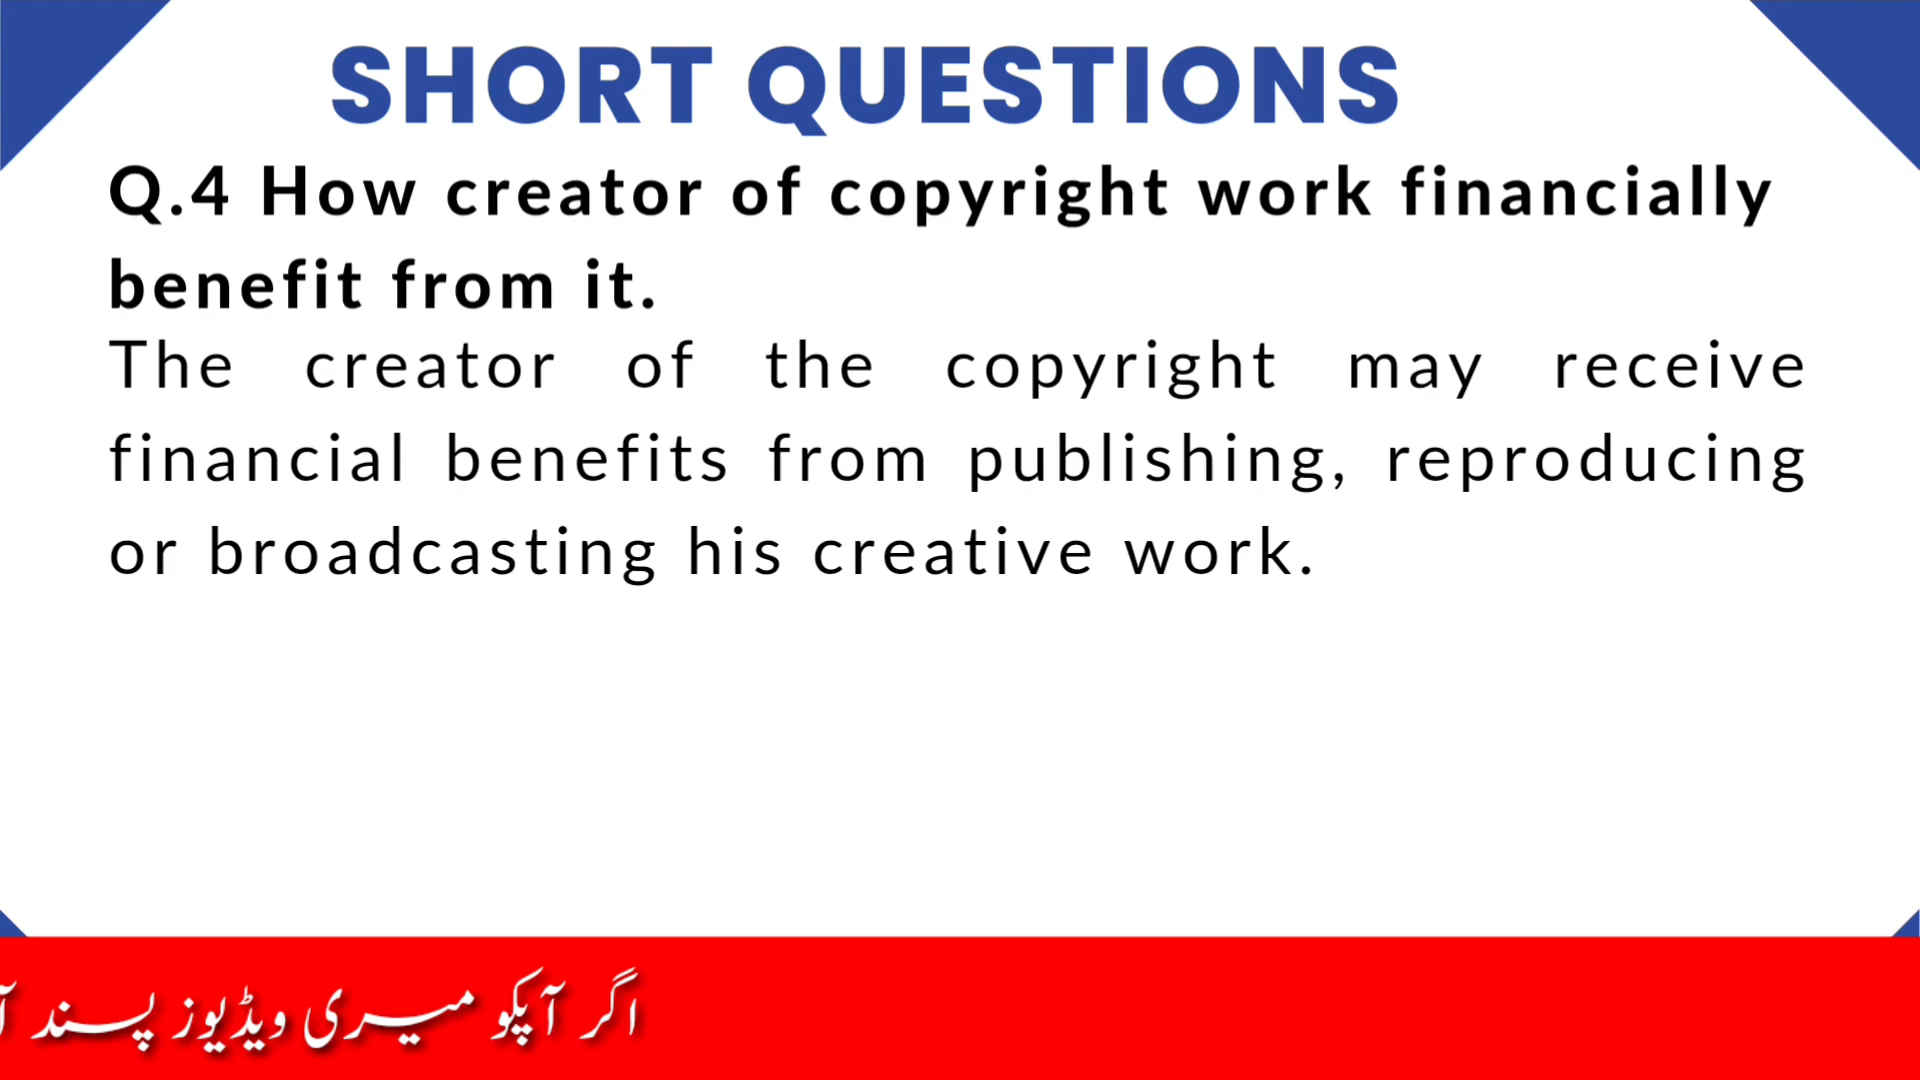 SHORT QUESTIONS
Q.4 How creator of copyright work financially
benefit from it.
The creator of the copyright may receive
financial benefits from publishing, reproducing
or broadcasting his creative work.
اگر آپکو میری ویڈیوز پسند